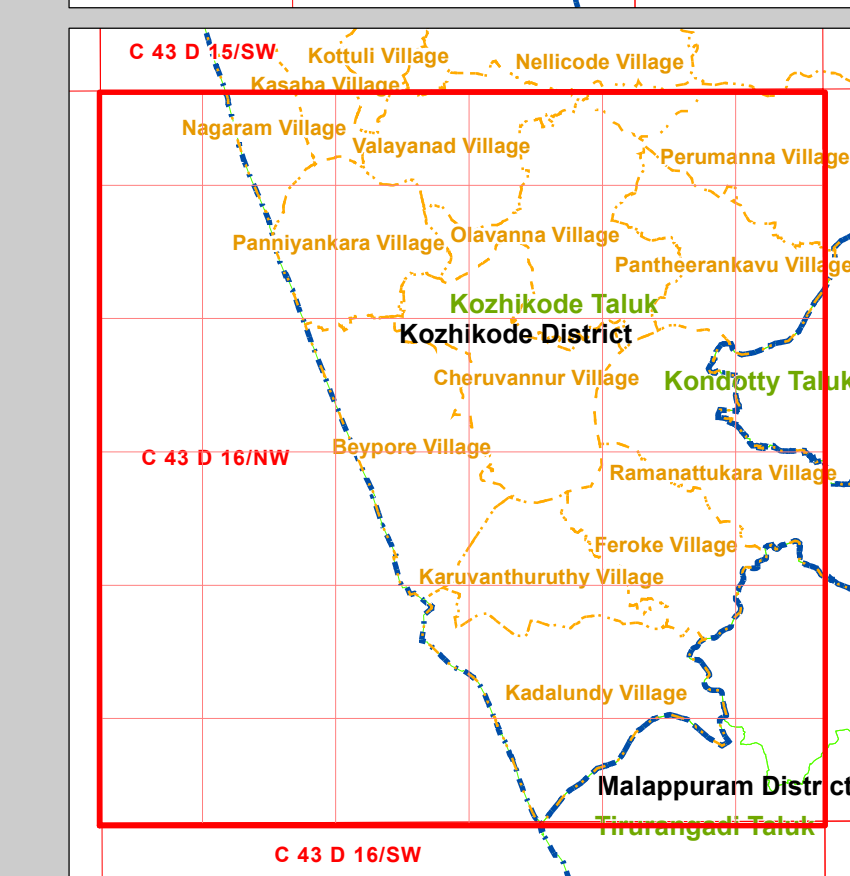 C 43 D 15/SW
Kottuli Village
Nellicode Village
Kasaba Village
Nagaram Village
Valayanad Village
Perumanna Village
Panniyankara Village
Olavanna Village
Pantheerankavu Village
Kozhikode Taluk
Kozhikode District
Cheruvannur Village
Kondotty Taluk
Beypore Village
C 43 D 16/NW
Ramanattukara Village
Feroke Village
Karuvanthuruthy Village
Kadalundy Village
Malappuram District
Tirurangadi Taluk
C 43 D 16/SW